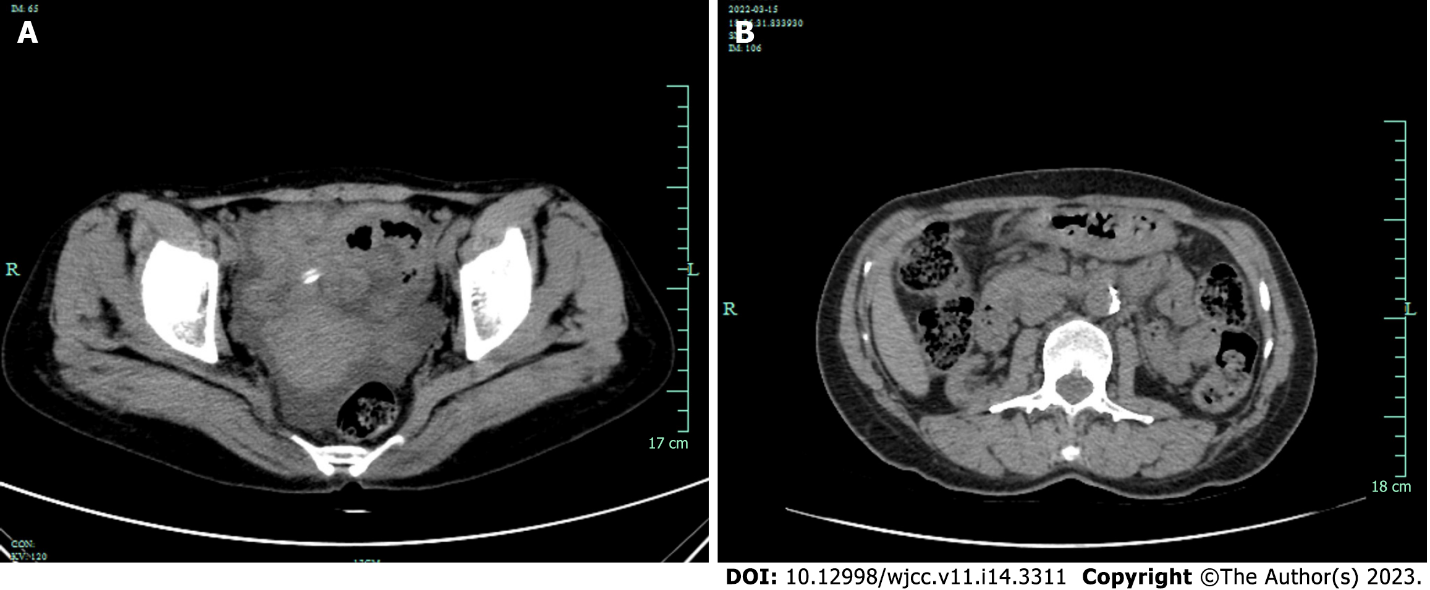 IM: 65
A
R
L
17 cm
CON:
KV: 120
2022-03-15
B
IM: 106
R
L
18 cm
DOI: 10.12998/wjcc.v11.i14.3311 Copyright ©The Author(s) 2023.